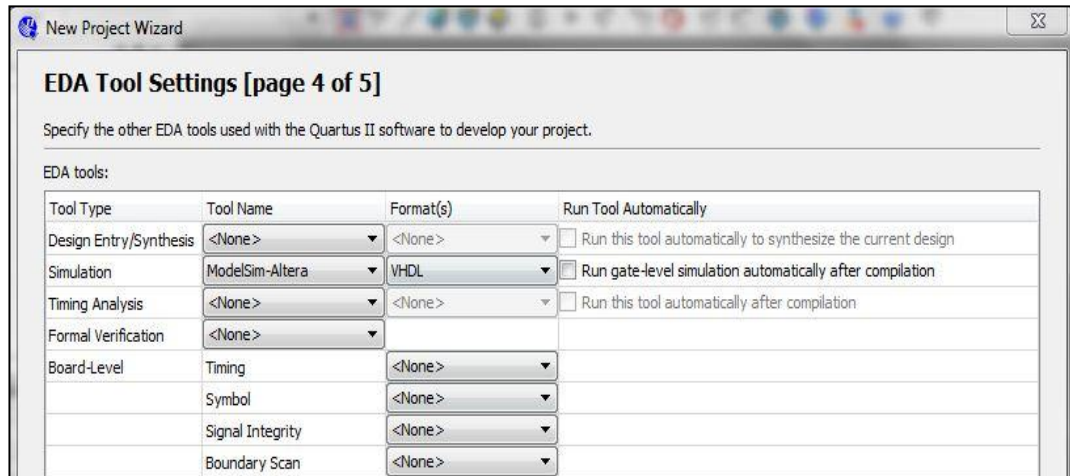 New Project Wizard
EDA Tool Settings [page 4 of 5]
Specify the other EDA tools used with the Quartus II software to develop your project.
EDA tools:
Tool Type Tool Name Format(s) Run Tool Automatically
Design Entry/Synthesis <None> <None> Run this tool automatically to synthesize the current design
Simulation ModelSim-Altera VHDL Run gate-level simulation automatically after compilation
Timing Analysis <None> <None> Run this tool automatically after compilation
Formal Verification <None>
Board-Level Timing <None>
Symbol <None>
Signal Integrity <None>
Boundary Scan <None>